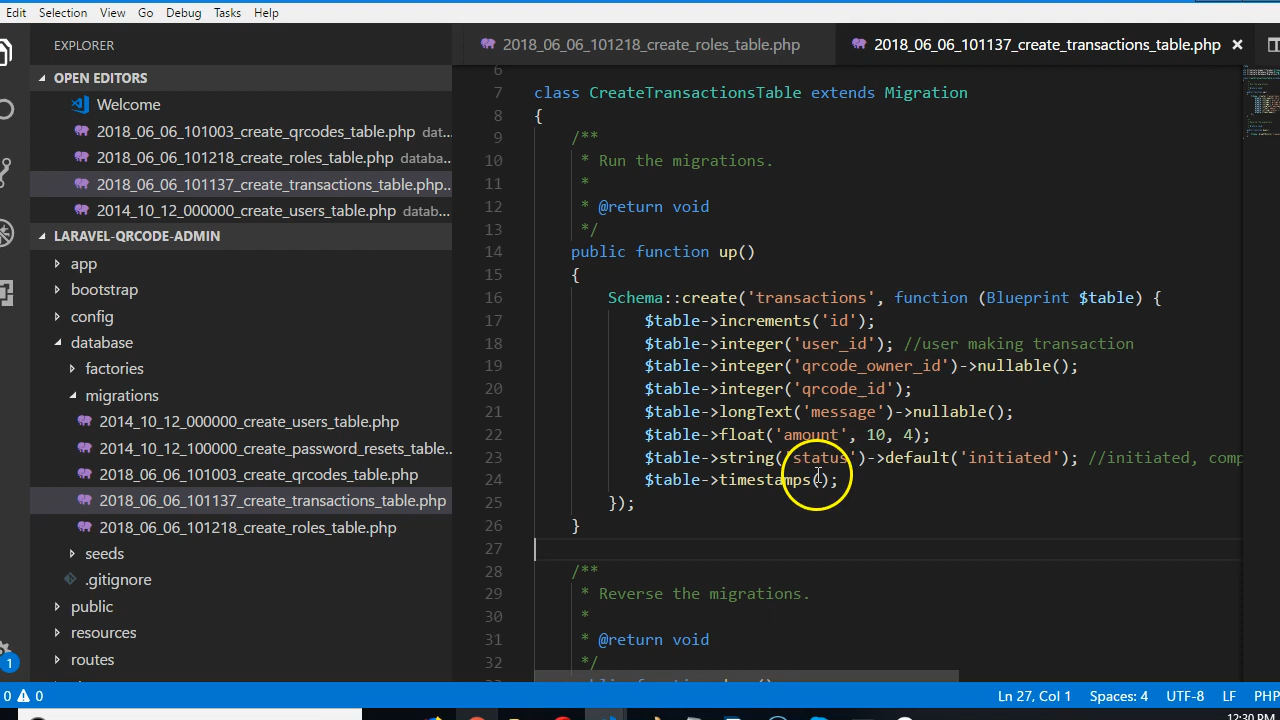 Edit Selection View Go Debug Tasks Help
EXPLORER
2018_06_06_101218_create_roles_table.php
2018_06_06_101137_create_transactions_table.php ×
OPEN EDITORS
Welcome
2018_06_06_101003_create_qrcodes_table.php dat...
2018_06_06_101218_create_roles_table.php databa...
2018_06_06_101137_create_transactions_table.php...
2014_10_12_000000_create_users_table.php datab...
LARAVEL-QRCODE-ADMIN
app
bootstrap
config
database
factories
migrations
2014_10_12_000000_create_users_table.php
2014_10_12_100000_create_password_resets_table...
2018_06_06_101003_create_qrcodes_table.php
2018_06_06_101137_create_transactions_table.php
2018_06_06_101218_create_roles_table.php
seeds
.gitignore
public
resources
routes
6
7 class CreateTransactionsTable extends Migration
8 {
9 /**
10 * Run the migrations.
11 *
12 * @return void
13 */
14 public function up()
15 {
16 Schema::create('transactions', function (Blueprint $table) {
17 $table->increments('id');
18 $table->integer('user_id'); //user making transaction
19 $table->integer('qrcode_owner_id')->nullable();
20 $table->integer('qrcode_id');
21 $table->longText('message')->nullable();
22 $table->float('amount', 10, 4);
23 $table->string('status')->default('initiated'); //initiated, comp
24 $table->timestamps();
25 });
26 }
27
28 /**
29 * Reverse the migrations.
30 *
31 * @return void
32 */
1
0 0
Ln 27, Col 1 Spaces: 4 UTF-8 LF PHP
12:30 PM